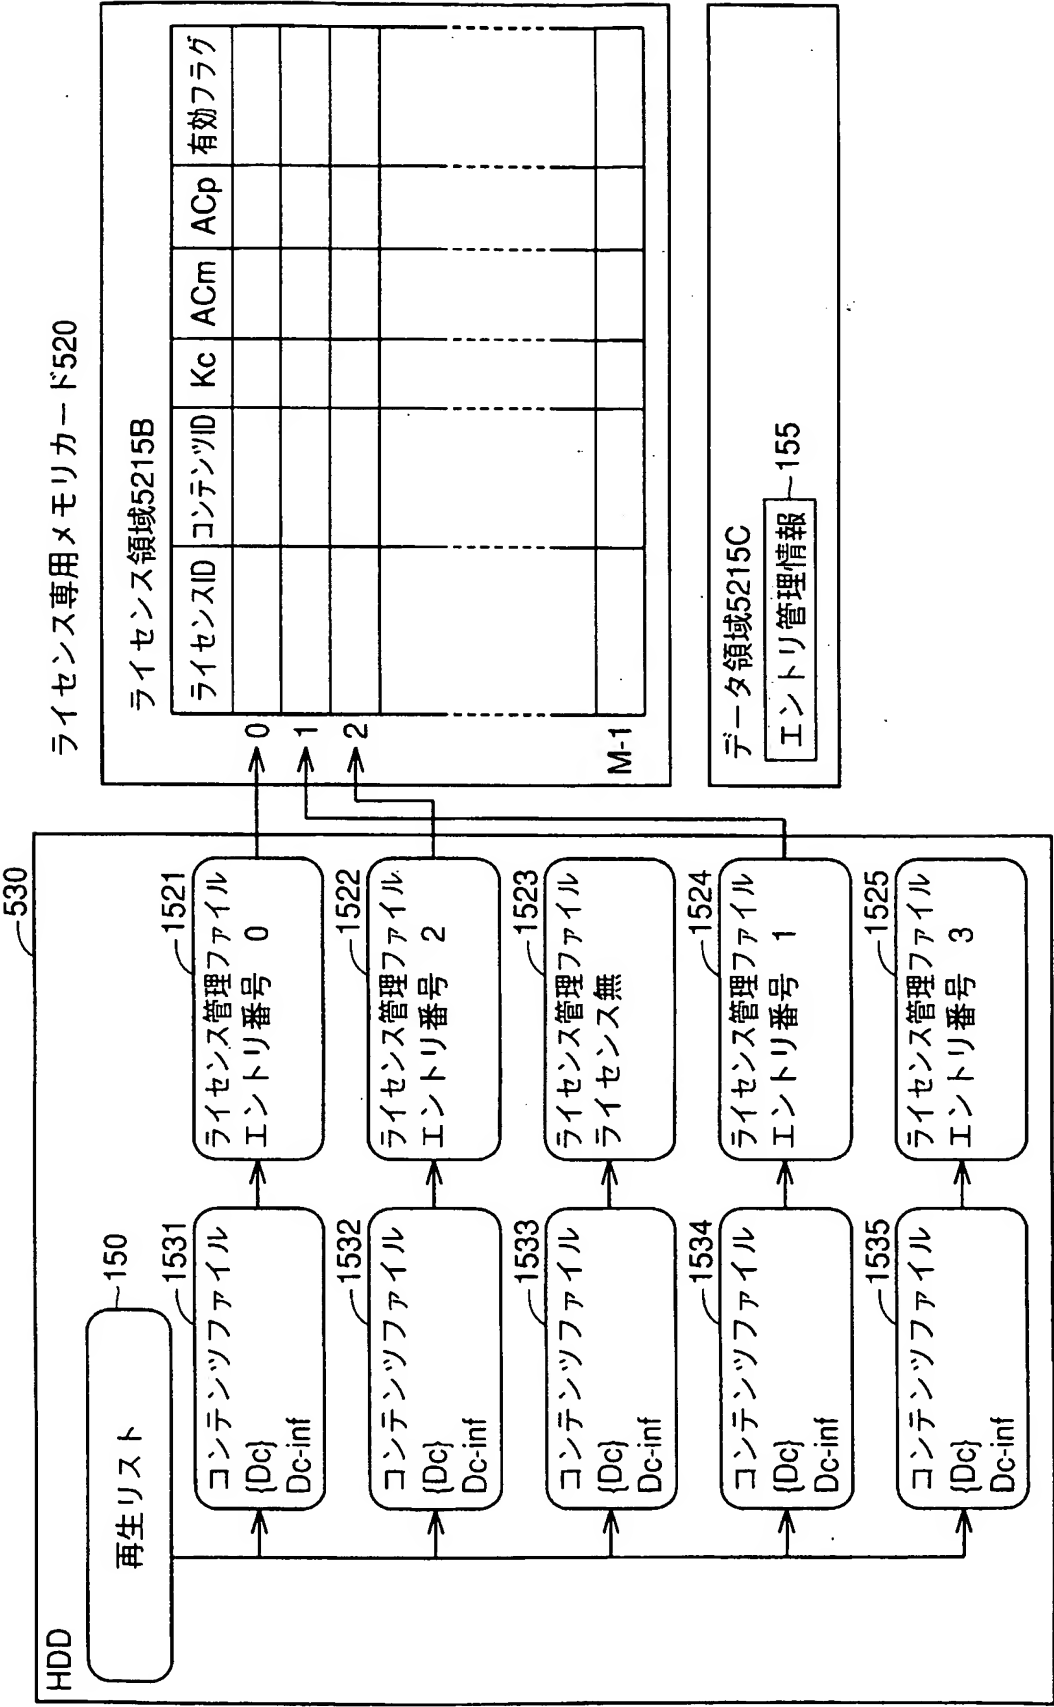 HDD
530
再生リスト
150
コンテンツファイル
{Dc}
Dc-inf
1531
ライセンス管理ファイル
エントリ番号 0
1521
コンテンツファイル
{Dc}
Dc-inf
1532
ライセンス管理ファイル
エントリ番号 2
1522
コンテンツファイル
{Dc}
Dc-inf
1533
ライセンス管理ファイル
ライセンス無
1523
コンテンツファイル
{Dc}
Dc-inf
1534
ライセンス管理ファイル
エントリ番号 1
1524
コンテンツファイル
{Dc}
Dc-inf
1535
ライセンス管理ファイル
エントリ番号 3
1525
ライセンス専用メモリカード520
ライセンス領域5215B
ライセンスID コンテンツID Kc ACm ACp 有効フラグ
0
1
2
M-1
データ領域5215C
エントリ管理情報
155